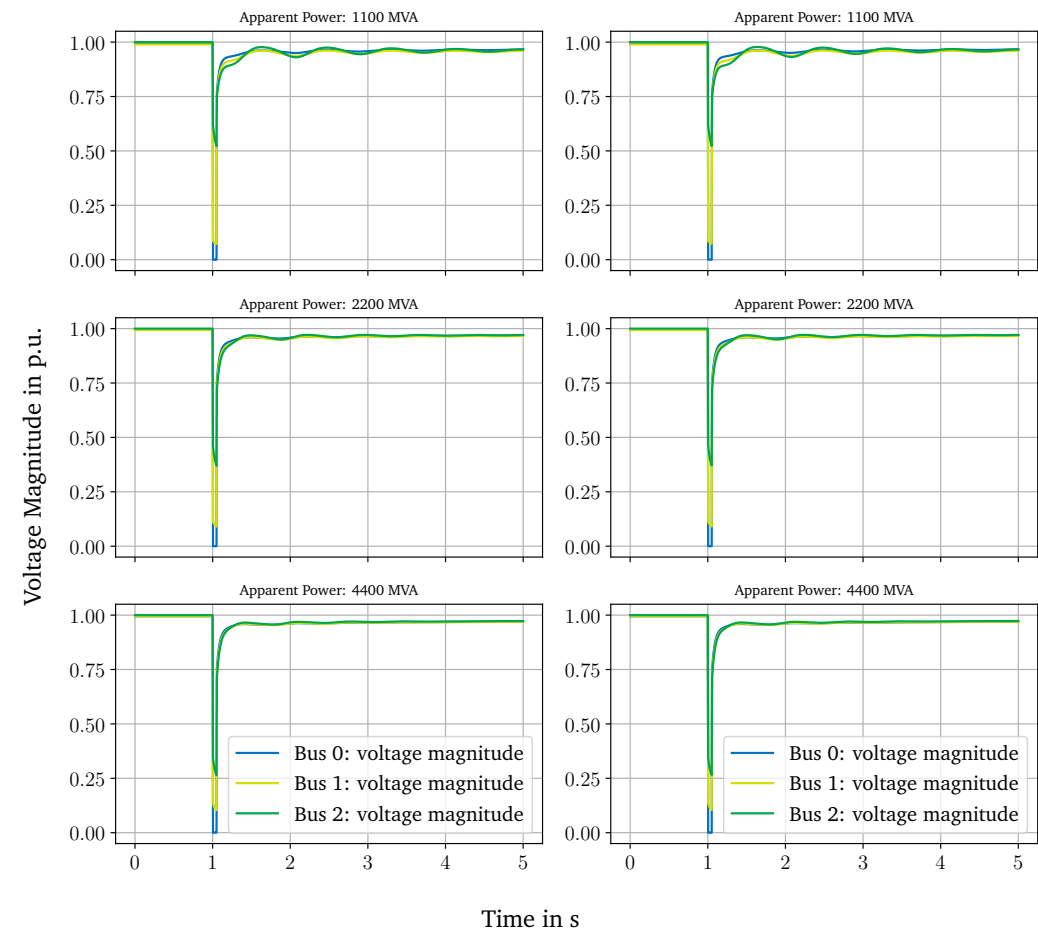 Apparent Power: 1100 MVA
1.00
0.75
0.50
0.25
0.00
Apparent Power: 1100 MVA
1.00
0.75
0.50
0.25
0.00
Apparent Power: 2200 MVA
1.00
0.75
0.50
0.25
0.00
Apparent Power: 2200 MVA
1.00
0.75
0.50
0.25
0.00
Voltage Magnitude in p.u.
Apparent Power: 4400 MVA
1.00
0.75
0.50
0.25
0.00
Bus 0: voltage magnitude
Bus 1: voltage magnitude
Bus 2: voltage magnitude
0 1 2 3 4 5
Apparent Power: 4400 MVA
1.00
0.75
0.50
0.25
0.00
Bus 0: voltage magnitude
Bus 1: voltage magnitude
Bus 2: voltage magnitude
0 1 2 3 4 5
Time in s